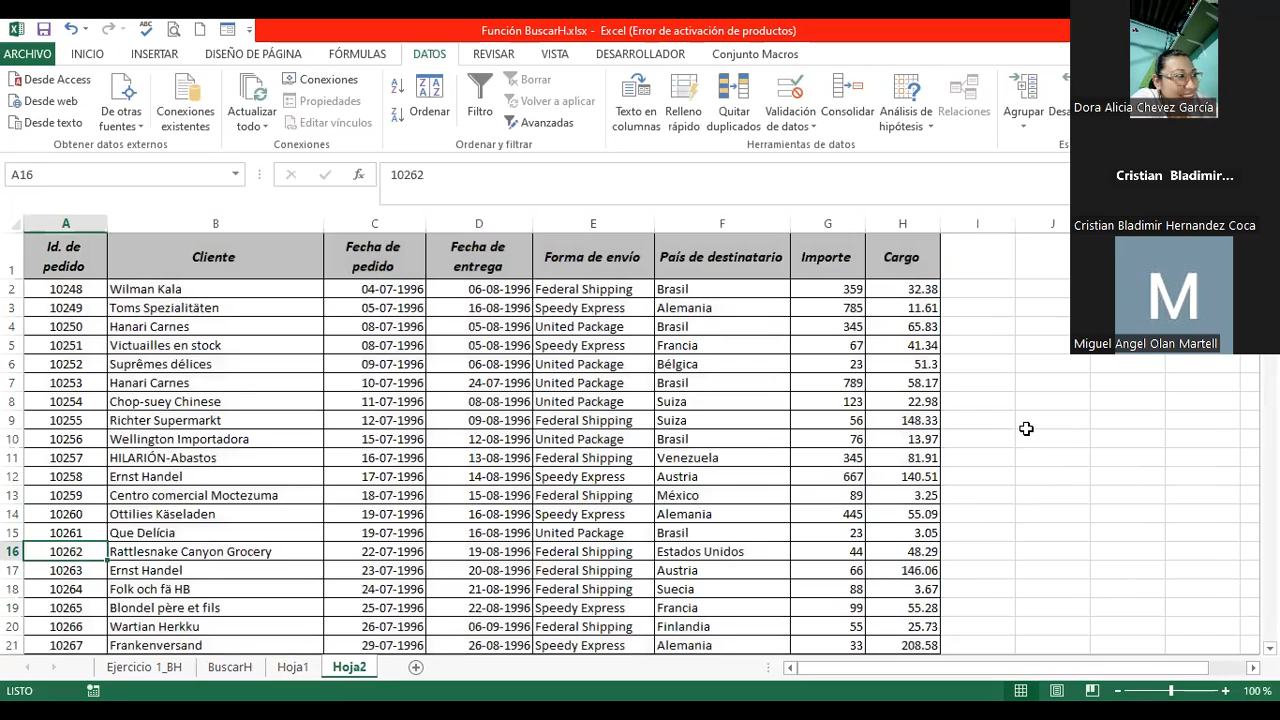 Función BuscarH.xlsx - Excel (Error de activación de productos)
ARCHIVO INICIO INSERTAR DISEÑO DE PÁGINA FÓRMULAS DATOS REVISAR VISTA DESARROLLADOR Conjunto Macros
Desde Access
Desde web
Desde texto
De otras fuentes
Conexiones existentes
Obtener datos externos
Actualizar todo
Conexiones
Propiedades
Editar vínculos
Conexiones
Ordenar
Filtro
Borrar
Volver a aplicar
Avanzadas
Ordenar y filtrar
Texto en columnas
Relleno rápido
Quitar duplicados
Validación de datos
Consolidar
Análisis de hipótesis
Relaciones
Herramientas de datos
Agrupar
Dora Alicia Chevez García
Cristian Bladimir...
Cristian Bladimir Hernandez Coca
M
Miguel Angel Olan Martell
A16 fx 10262
A B C D E F G H I J
1 Id. de pedido Cliente Fecha de pedido Fecha de entrega Forma de envío País de destinatario Importe Cargo
2 10248 Wilman Kala 04-07-1996 06-08-1996 Federal Shipping Brasil 359 32.38
3 10249 Toms Spezialitäten 05-07-1996 16-08-1996 Speedy Express Alemania 785 11.61
4 10250 Hanari Carnes 08-07-1996 05-08-1996 United Package Brasil 345 65.83
5 10251 Victuailles en stock 08-07-1996 05-08-1996 Speedy Express Francia 67 41.34
6 10252 Suprêmes délices 09-07-1996 06-08-1996 United Package Bélgica 23 51.3
7 10253 Hanari Carnes 10-07-1996 24-07-1996 United Package Brasil 789 58.17
8 10254 Chop-suey Chinese 11-07-1996 08-08-1996 United Package Suiza 123 22.98
9 10255 Richter Supermarkt 12-07-1996 09-08-1996 Federal Shipping Suiza 56 148.33
10 10256 Wellington Importadora 15-07-1996 12-08-1996 United Package Brasil 76 13.97
11 10257 HILARIÓN-Abastos 16-07-1996 13-08-1996 Federal Shipping Venezuela 345 81.91
12 10258 Ernst Handel 17-07-1996 14-08-1996 Speedy Express Austria 667 140.51
13 10259 Centro comercial Moctezuma 18-07-1996 15-08-1996 Federal Shipping México 89 3.25
14 10260 Ottilies Käseladen 19-07-1996 16-08-1996 Speedy Express Alemania 445 55.09
15 10261 Que Delícia 19-07-1996 16-08-1996 United Package Brasil 23 3.05
16 10262 Rattlesnake Canyon Grocery 22-07-1996 19-08-1996 Federal Shipping Estados Unidos 44 48.29
17 10263 Ernst Handel 23-07-1996 20-08-1996 Federal Shipping Austria 66 146.06
18 10264 Folk och fä HB 24-07-1996 21-08-1996 Federal Shipping Suecia 88 3.67
19 10265 Blondel père et fils 25-07-1996 22-08-1996 Speedy Express Francia 99 55.28
20 10266 Wartian Herkku 26-07-1996 06-09-1996 Federal Shipping Finlandia 55 25.73
21 10267 Frankenversand 29-07-1996 26-08-1996 Speedy Express Alemania 33 208.58
Ejercicio 1_BH BuscarH Hoja1 Hoja2
LISTO 100 %